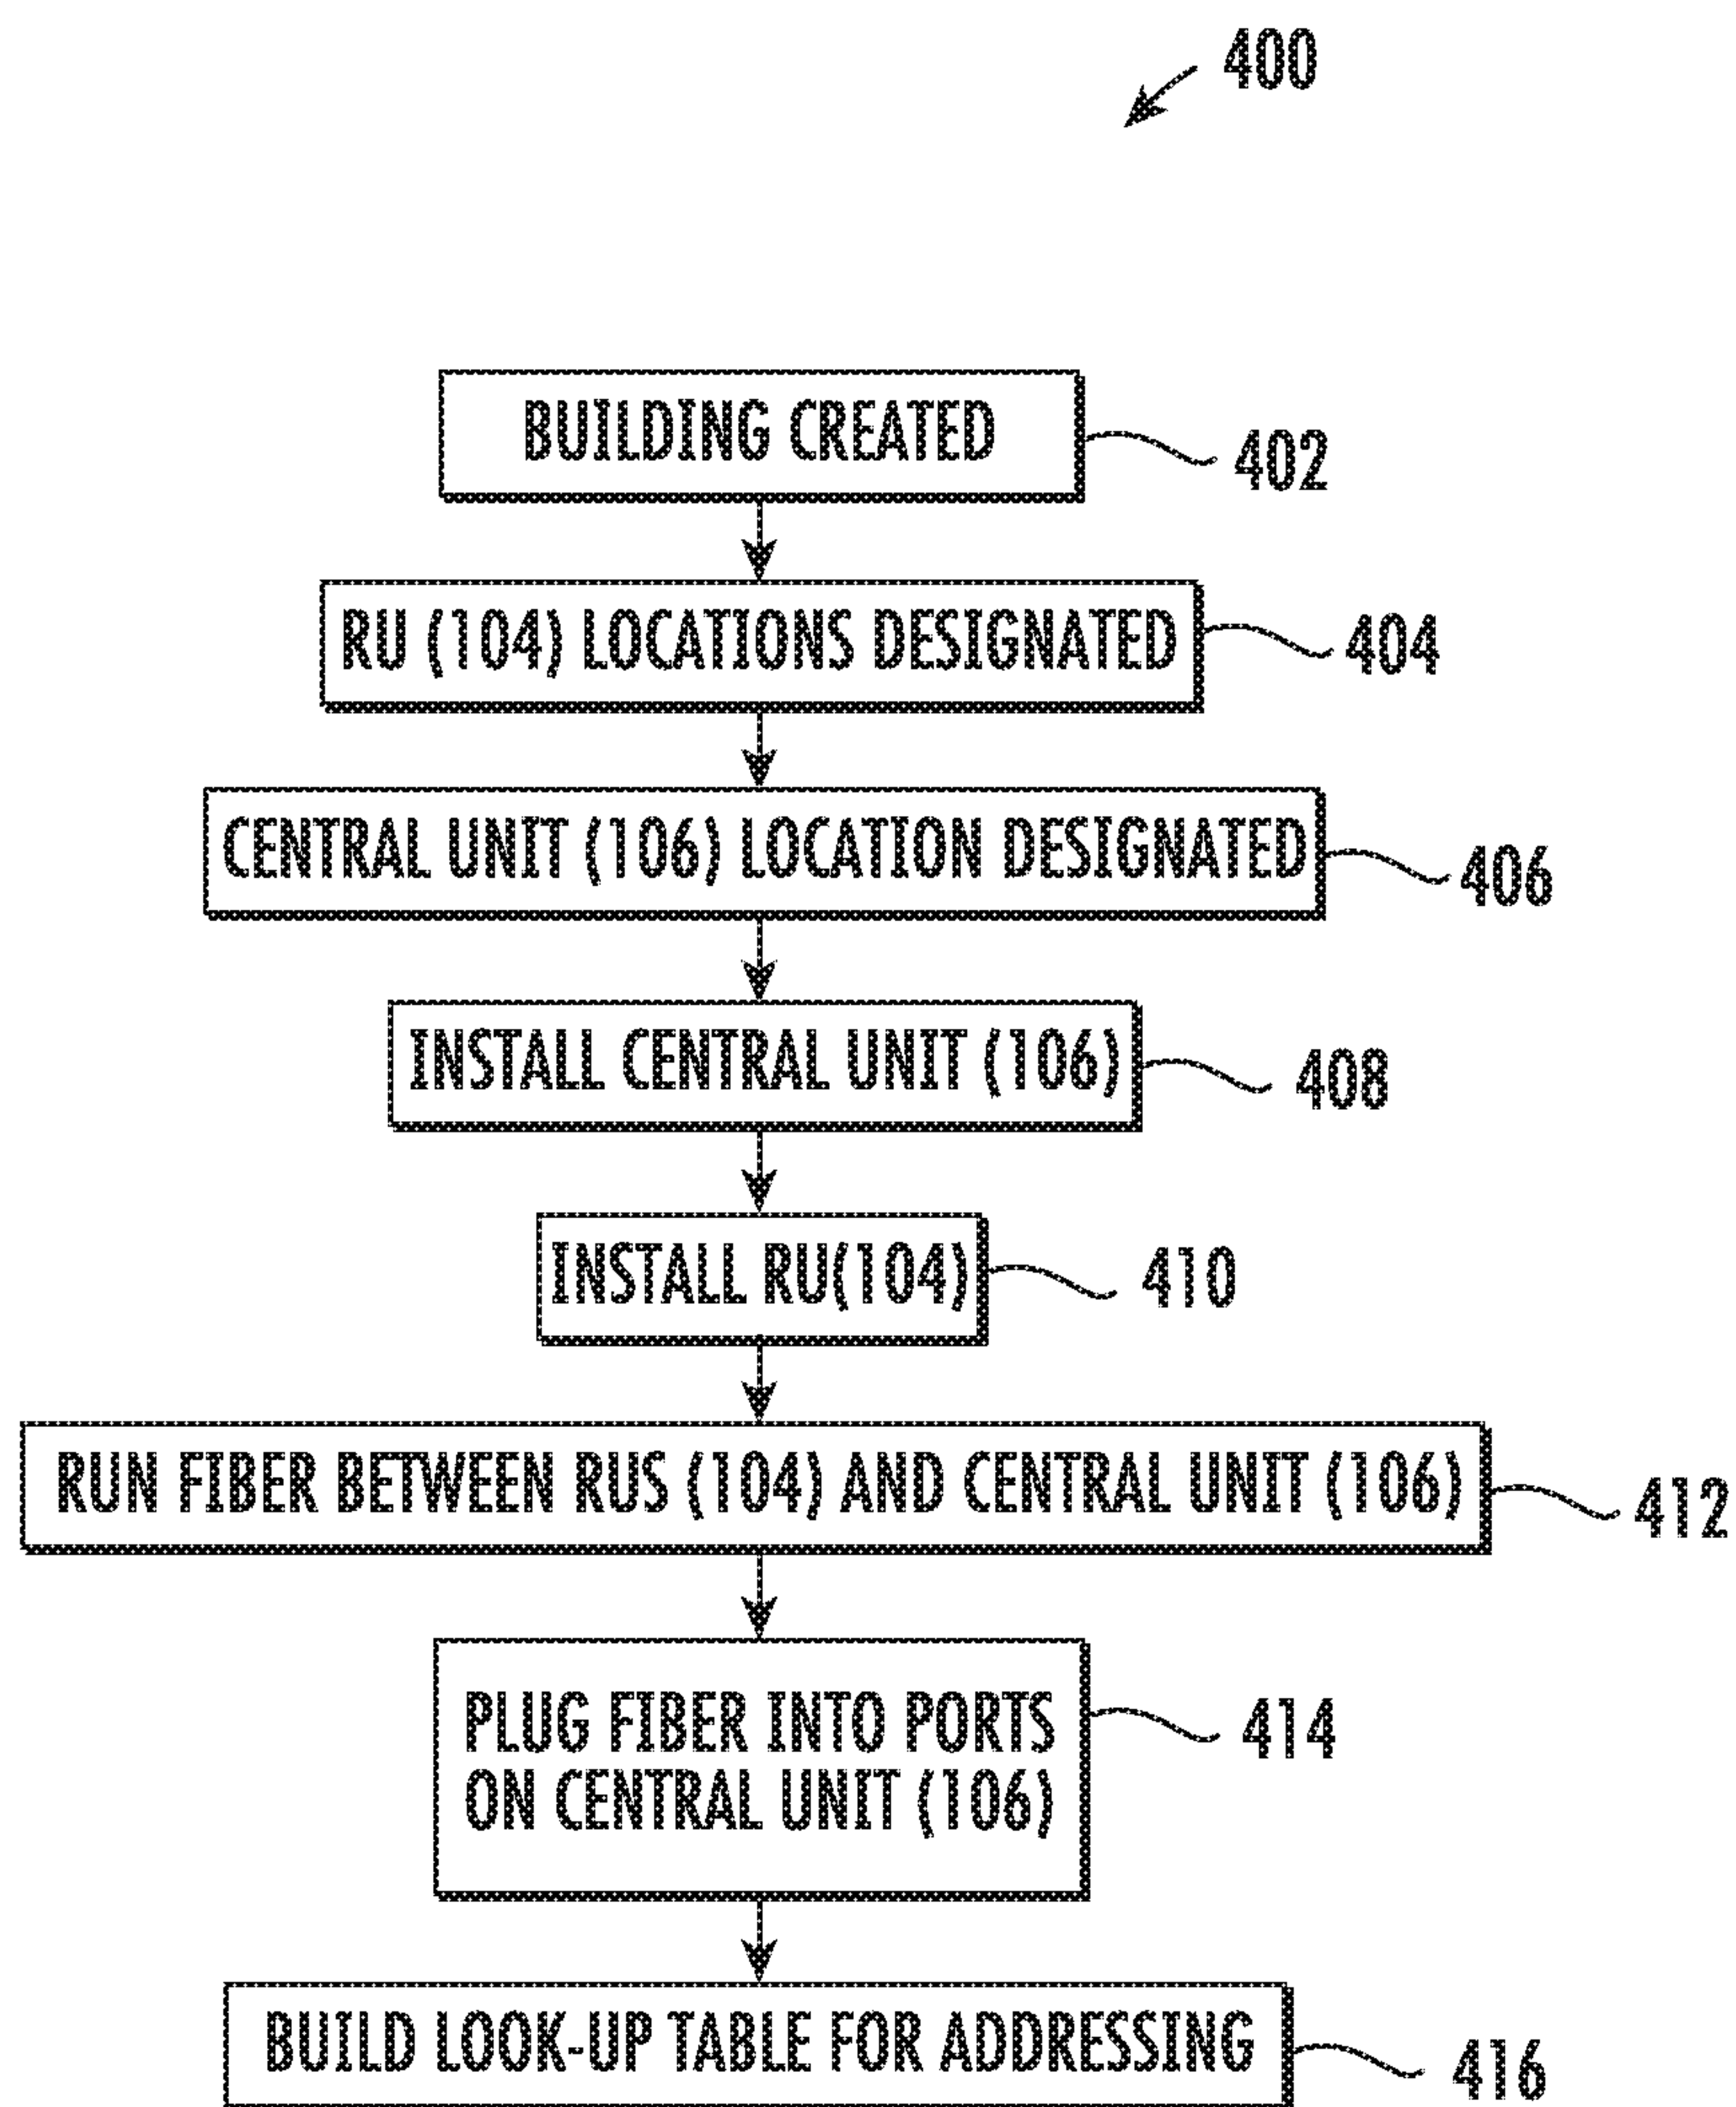 400
BUILDING CREATED
402
RU (104) LOCATIONS DESIGNATED
404
CENTRAL UNIT (106) LOCATION DESIGNATED
406
INSTALL CENTRAL UNIT (106)
408
INSTALL RU(104)
410
RUN FIBER BETWEEN RUS (104) AND CENTRAL UNIT (106)
412
PLUG FIBER INTO PORTS
ON CENTRAL UNIT (106)
414
BUILD LOOK-UP TABLE FOR ADDRESSING
416